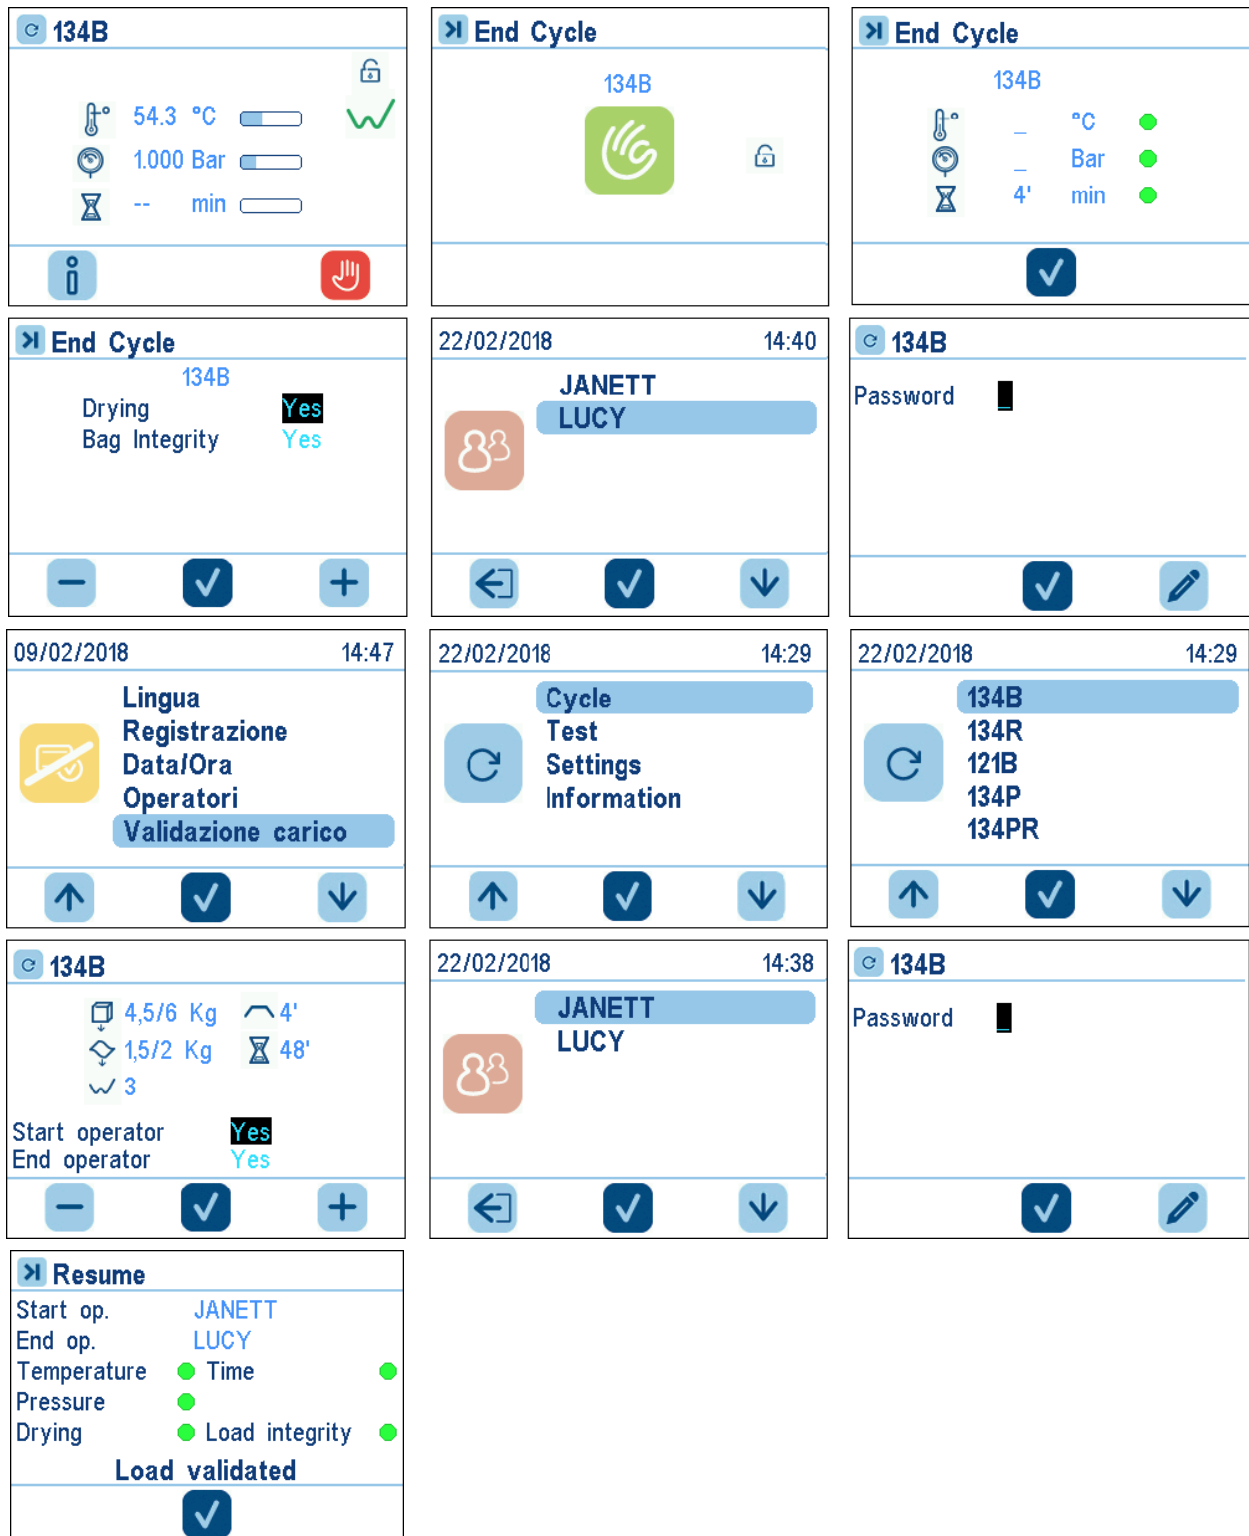 134B
54.3 °C
1.000 Bar
-- min
End Cycle
134B
End Cycle
134B
_ °C
_ Bar
4' min
End Cycle
134B
Drying Yes
Bag Integrity Yes
22/02/2018 14:40
JANETT
LUCY
134B
Password _
09/02/2018 14:47
Lingua
Registrazione
Data/Ora
Operatori
Validazione carico
22/02/2018 14:29
Cycle
Test
Settings
Information
22/02/2018 14:29
134B
134R
121B
134P
134PR
134B
4,5/6 Kg 4'
1,5/2 Kg 48'
3
Start operator Yes
End operator Yes
22/02/2018 14:38
JANETT
LUCY
134B
Password _
Resume
Start op. JANETT
End op. LUCY
Temperature Time
Pressure
Drying Load integrity
Load validated